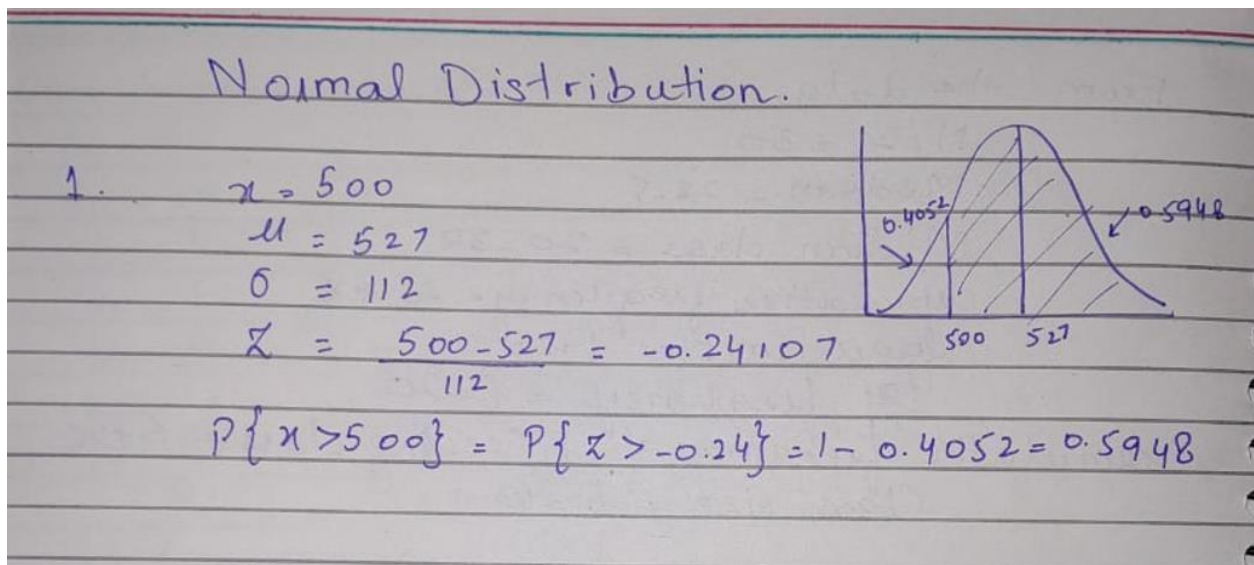 Normal Distribution.
1. x = 500
μ = 527
σ = 112
Z = 500-527 / 112 = -0.24107
P{x>500} = P{Z>-0.24} = 1- 0.4052 = 0.5948
0.4052
0.5948
500 527